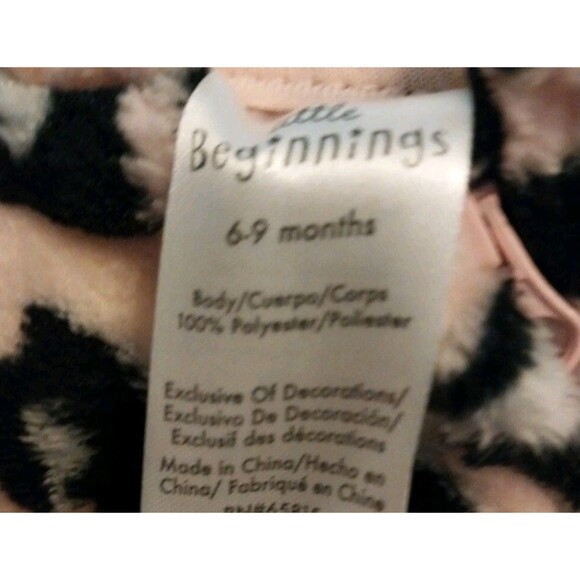 Little
Beginnings
6-9 months
Body/Cuerpo/Corps
100% Polyester/Poliester
Exclusive Of Decorations/
Exclusivo De Decoración/
Exclusif des décorations
Made in China/Hecho en
China/ Fabriqué en Chine